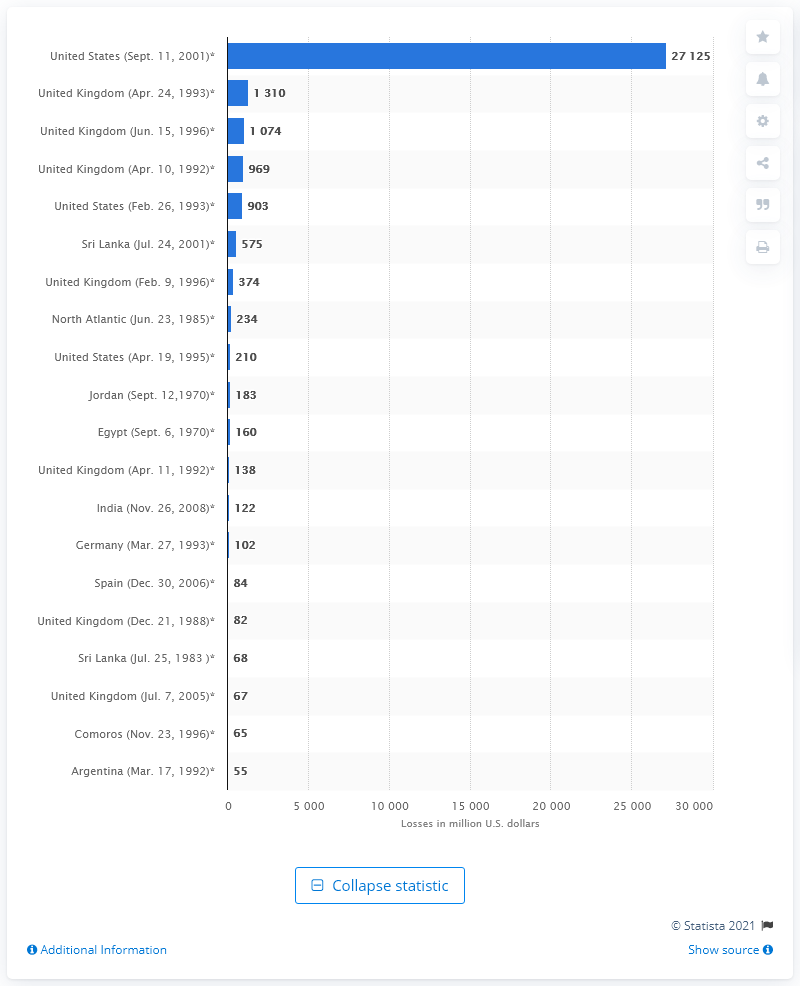 United States (Sept. 11, 2001)* 27 125
United Kingdom (Apr. 24, 1993)* 1 310
United Kingdom (Jun. 15, 1996)* 1 074
United Kingdom (Apr. 10, 1992)* 969
United States (Feb. 26, 1993)* 903
Sri Lanka (Jul. 24, 2001)* 575
United Kingdom (Feb. 9, 1996)* 374
North Atlantic (Jun. 23, 1985)* 234
United States (Apr. 19, 1995)* 210
Jordan (Sept. 12,1970)* 183
Egypt (Sept. 6, 1970)* 160
United Kingdom (Apr. 11, 1992)* 138
India (Nov. 26, 2008)* 122
Germany (Mar. 27, 1993)* 102
Spain (Dec. 30, 2006)* 84
United Kingdom (Dec. 21, 1988)* 82
Sri Lanka (Jul. 25, 1983 )* 68
United Kingdom (Jul. 7, 2005)* 67
Comoros (Nov. 23, 1996)* 65
Argentina (Mar. 17, 1992)* 55
0 5 000 10 000 15 000 20 000 25 000 30 000
Losses in million U.S. dollars
Collapse statistic
© Statista 2021
Additional Information Show source